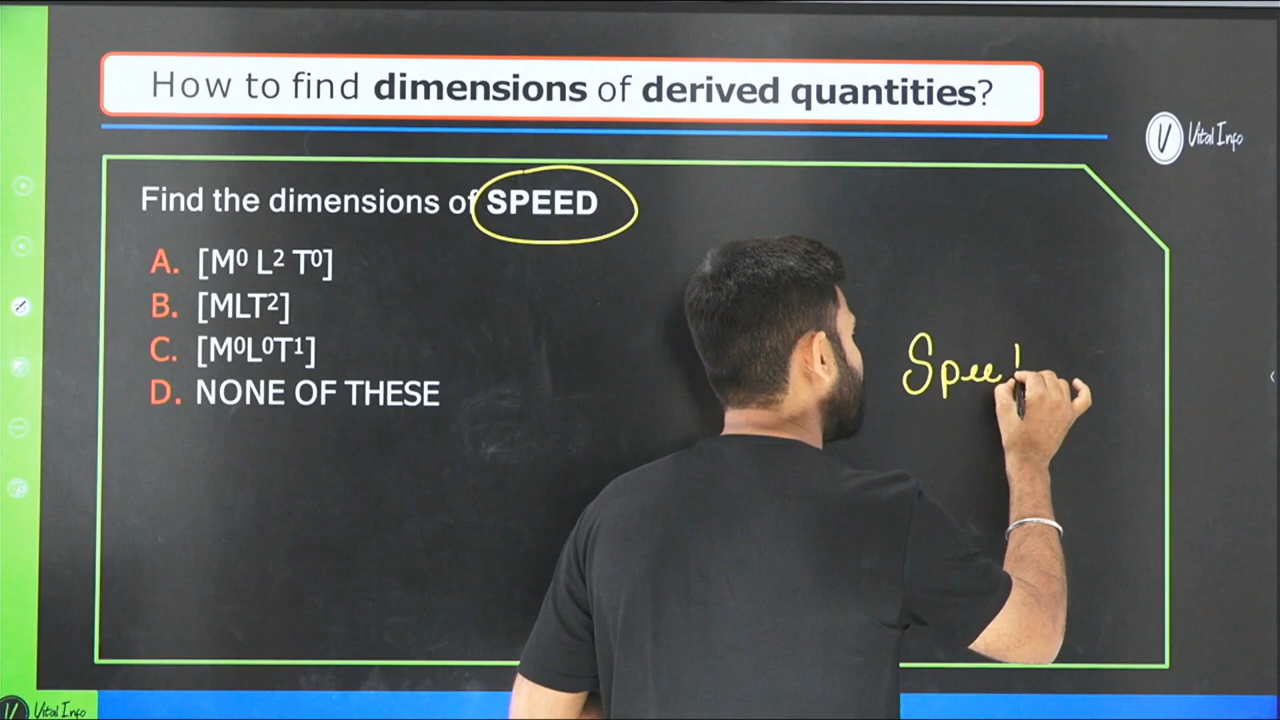 How to find dimensions of derived quantities?
Vital Info
Find the dimensions of SPEED
A. [M⁰ L² T⁰]
B. [MLT²]
C. [M⁰L⁰T¹]
D. NONE OF THESE
Spee
Vital Info